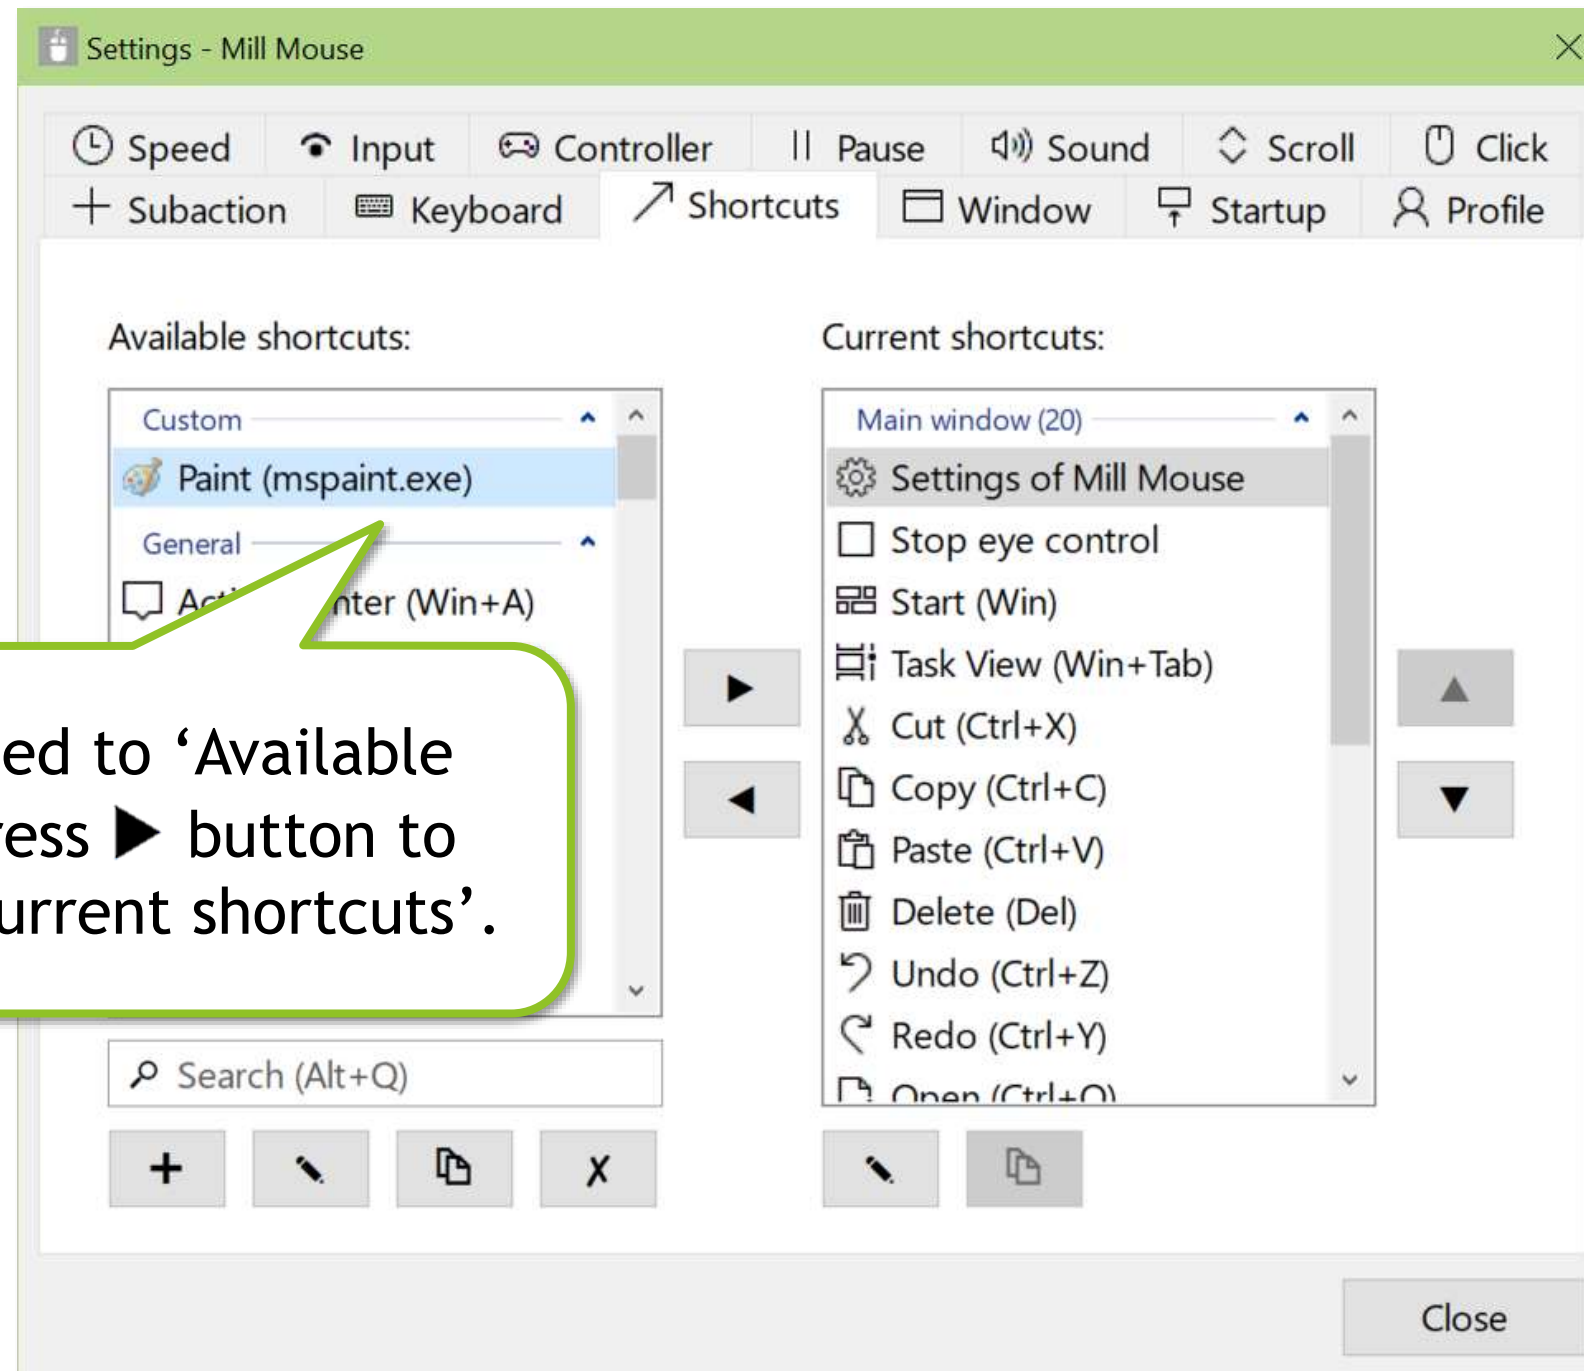 Settings - Mill Mouse
Speed Input Controller Pause Sound Scroll Click
Subaction Keyboard Shortcuts Window Startup Profile
Available shortcuts:
Custom
Paint (mspaint.exe)
General
(Win+A)
ed to ‘Available
ress ▶ button to
urrent shortcuts’.
Search (Alt+Q)
Current shortcuts:
Main window (20)
Settings of Mill Mouse
Stop eye control
Start (Win)
Task View (Win+Tab)
Cut (Ctrl+X)
Copy (Ctrl+C)
Paste (Ctrl+V)
Delete (Del)
Undo (Ctrl+Z)
Redo (Ctrl+Y)
Open (Ctrl+O)
Close